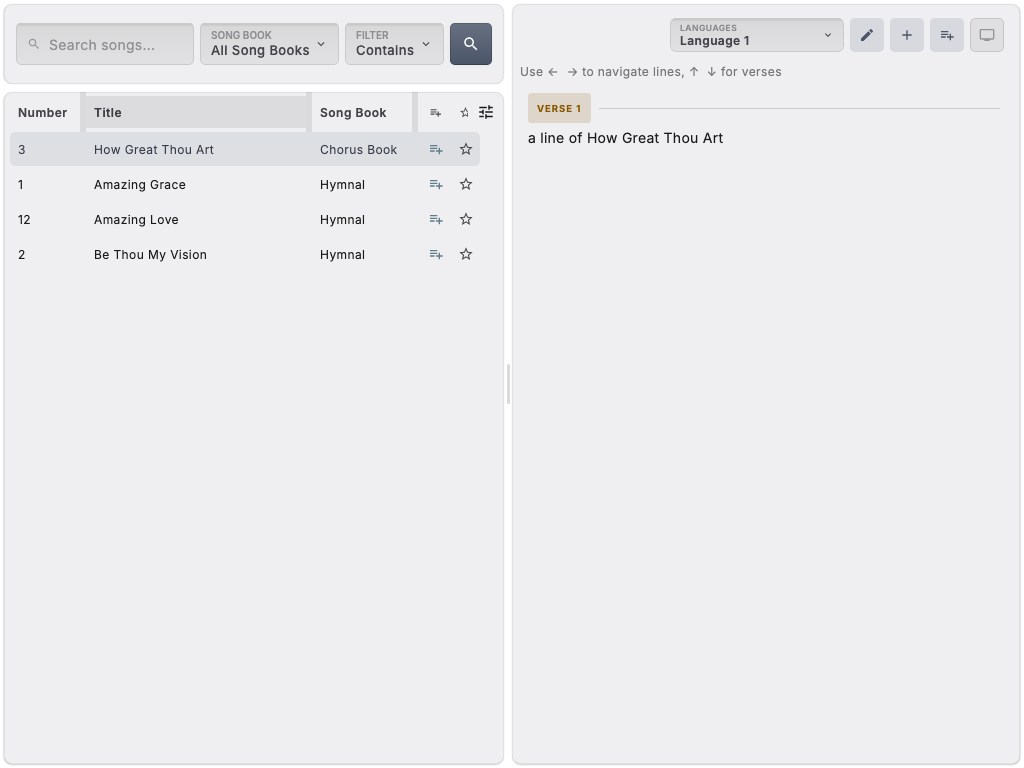 Search songs...
SONG BOOK
All Song Books
FILTER
Contains
Number Title Song Book
3 How Great Thou Art Chorus Book
1 Amazing Grace Hymnal
12 Amazing Love Hymnal
2 Be Thou My Vision Hymnal
LANGUAGES
Language 1
Use ← → to navigate lines, ↑ ↓ for verses
VERSE 1
a line of How Great Thou Art